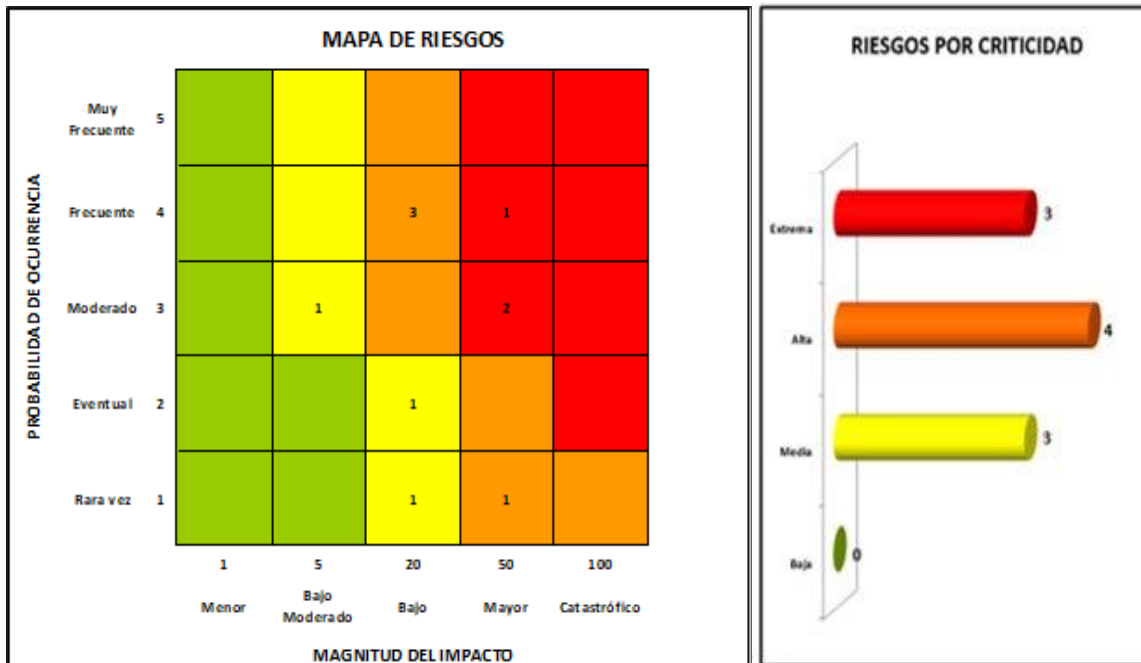 MAPA DE RIESGOS
PROBABILIDAD DE OCURRENCIA
Muy
Frecuente 5
Frecuente 4 3 1
Moderado 3 1 2
Eventual 2 1
Rara vez 1 1 1
1 5 20 50 100
Menor Bajo
Moderado Bajo Mayor Catastrófico
MAGNITUD DEL IMPACTO
RIESGOS POR CRITICIDAD
Extrema 3
Alta 4
Media 3
Baja 0